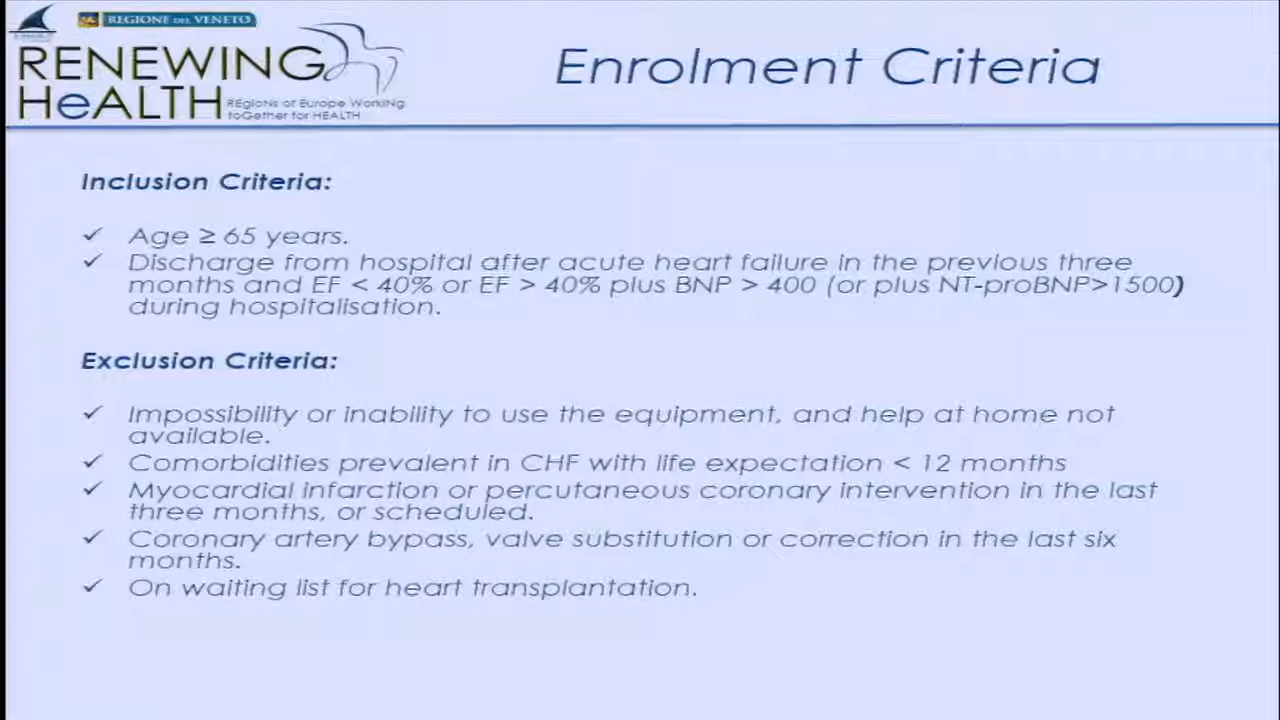 REGIONE DEL VENETO
RENEWING
HeALTH
REgioNs of Europe WorkiNg
toGether for HEALTH
Enrolment Criteria
Inclusion Criteria:
✓ Age ≥ 65 years.
✓ Discharge from hospital after acute heart failure in the previous three
months and EF < 40% or EF > 40% plus BNP > 400 (or plus NT-proBNP>1500)
during hospitalisation.
Exclusion Criteria:
✓ Impossibility or inability to use the equipment, and help at home not
available.
✓ Comorbidities prevalent in CHF with life expectation < 12 months
✓ Myocardial infarction or percutaneous coronary intervention in the last
three months, or scheduled.
✓ Coronary artery bypass, valve substitution or correction in the last six
months.
✓ On waiting list for heart transplantation.